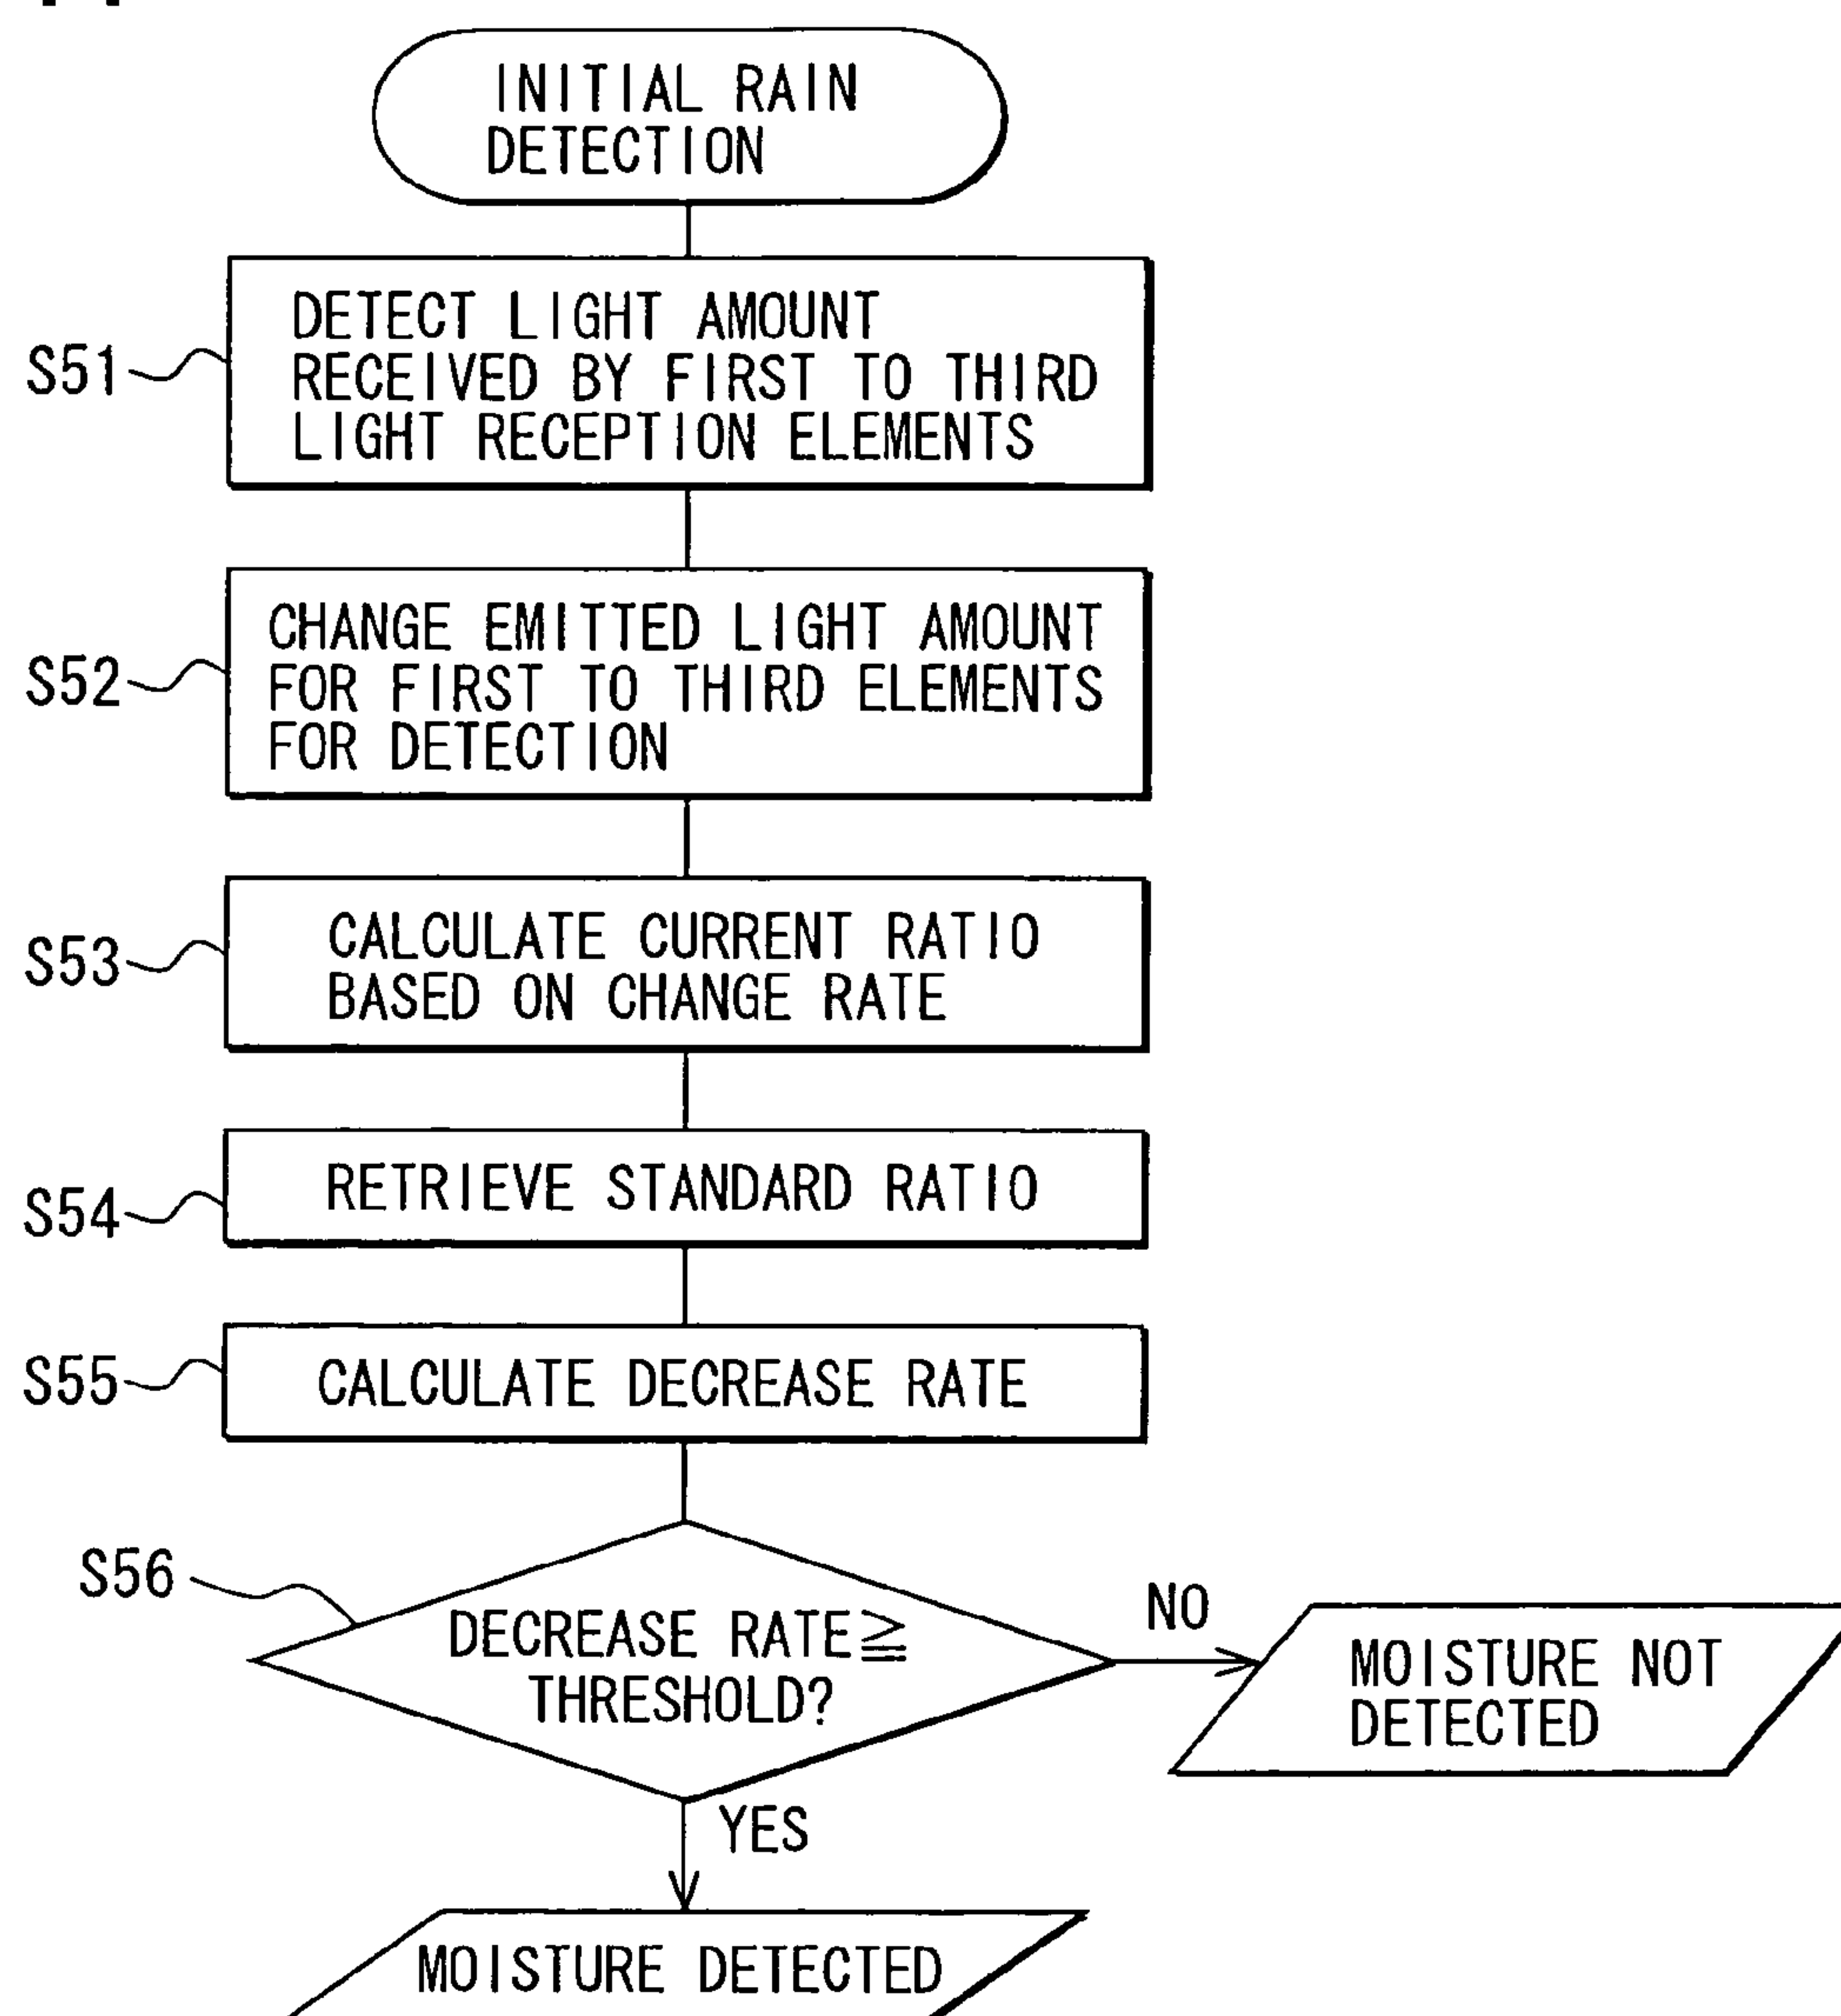 INITIAL RAIN
DETECTION
DETECT LIGHT AMOUNT
S51
RECEIVED BY FIRST TO THIRD
LIGHT RECEPTION ELEMENTS
CHANGE EMITTED LIGHT AMOUNT
S52
FOR FIRST TO THIRD ELEMENTS
FOR DETECTION
S53
CALCULATE CURRENT RATIO
BASED ON CHANGE RATE
S54
RETRIEVE STANDARD RATIO
S55
CALCULATE DECREASE RATE
S56
DECREASE RATE≧
THRESHOLD?
NO
MOISTURE NOT
DETECTED
YES
MOISTURE DETECTED